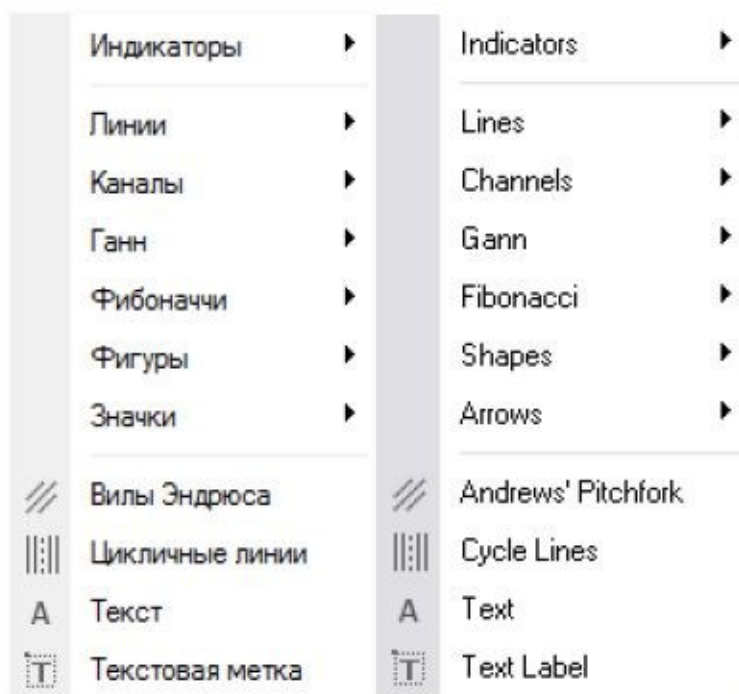 Индикаторы
Линии
Каналы
Ганн
Фибоначчи
Фигуры
Значки
Вилы Эндрюса
Цикличные линии
A Текст
T Текстовая метка
Indicators
Lines
Channels
Gann
Fibonacci
Shapes
Arrows
Andrews' Pitchfork
Cycle Lines
A Text
T Text Label